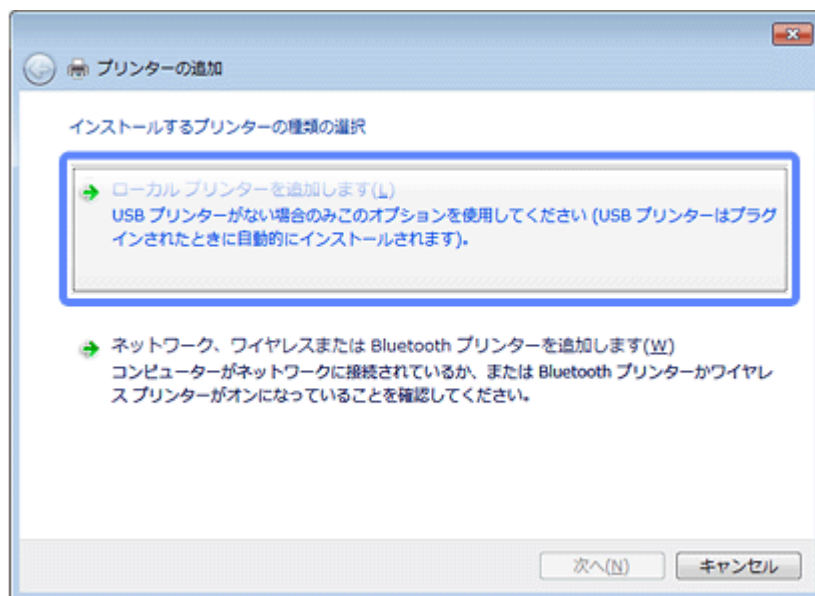 プリンターの追加
インストールするプリンターの種類の選択
ローカル プリンターを追加します(L)
USB プリンターがない場合のみこのオプションを使用してください (USB プリンターはプラグ
インされたときに自動的にインストールされます)。
ネットワーク、ワイヤレスまたは Bluetooth プリンターを追加します(W)
コンピューターがネットワークに接続されているか、または Bluetooth プリンターかワイヤレ
ス プリンターがオンになっていることを確認してください。
次へ(N)
キャンセル